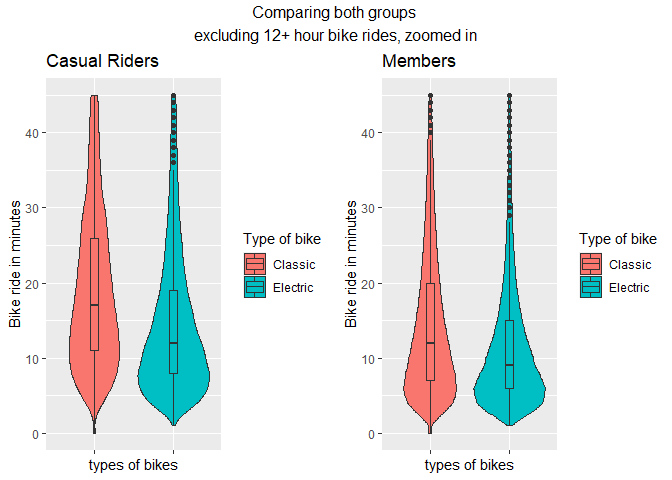 Comparing both groups
excluding 12+ hour bike rides, zoomed in
Casual Riders
Bike ride in minutes
40
30
20
10
0
types of bikes
Type of bike
Classic
Electric
Members
Bike ride in minutes
40
30
20
10
0
types of bikes
Type of bike
Classic
Electric